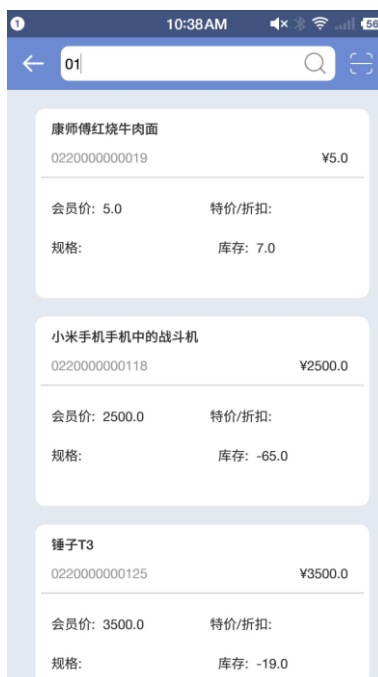 1 10:38AM 56
01
康师傅红烧牛肉面
0220000000019 ¥5.0
会员价: 5.0 特价/折扣:
规格: 库存: 7.0
小米手机手机中的战斗机
0220000000118 ¥2500.0
会员价: 2500.0 特价/折扣:
规格: 库存: -65.0
锤子T3
0220000000125 ¥3500.0
会员价: 3500.0 特价/折扣:
规格: 库存: -19.0